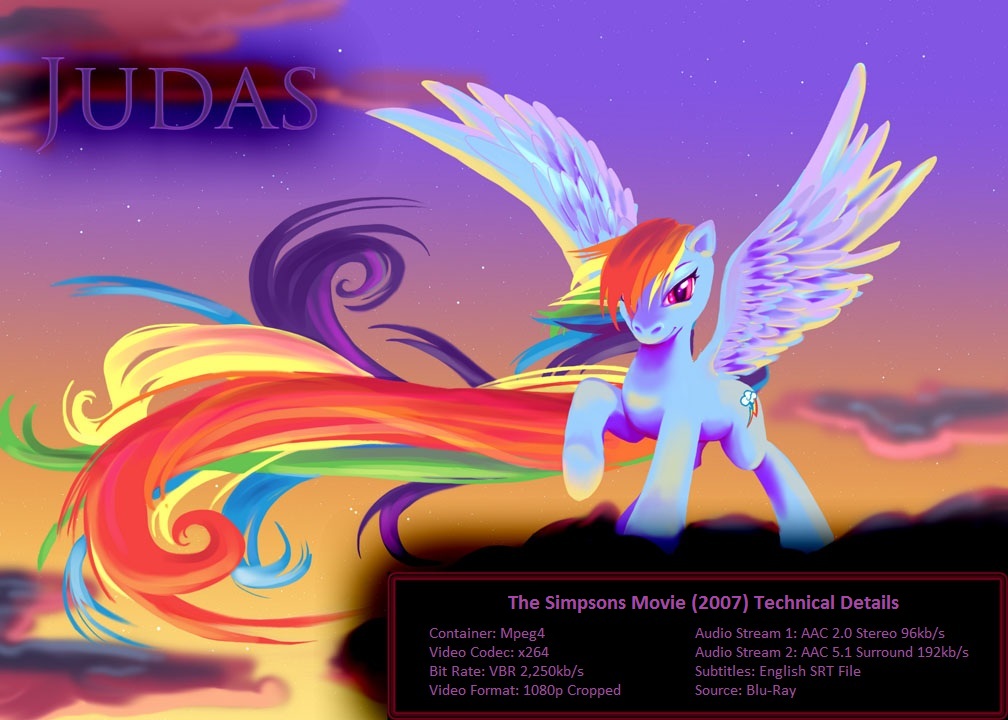 JUDAS
The Simpsons Movie (2007) Technical Details
Container: Mpeg4
Video Codec: x264
Bit Rate: VBR 2,250kb/s
Video Format: 1080p Cropped
Audio Stream 1: AAC 2.0 Stereo 96kb/s
Audio Stream 2: AAC 5.1 Surround 192kb/s
Subtitles: English SRT File
Source: Blu-Ray